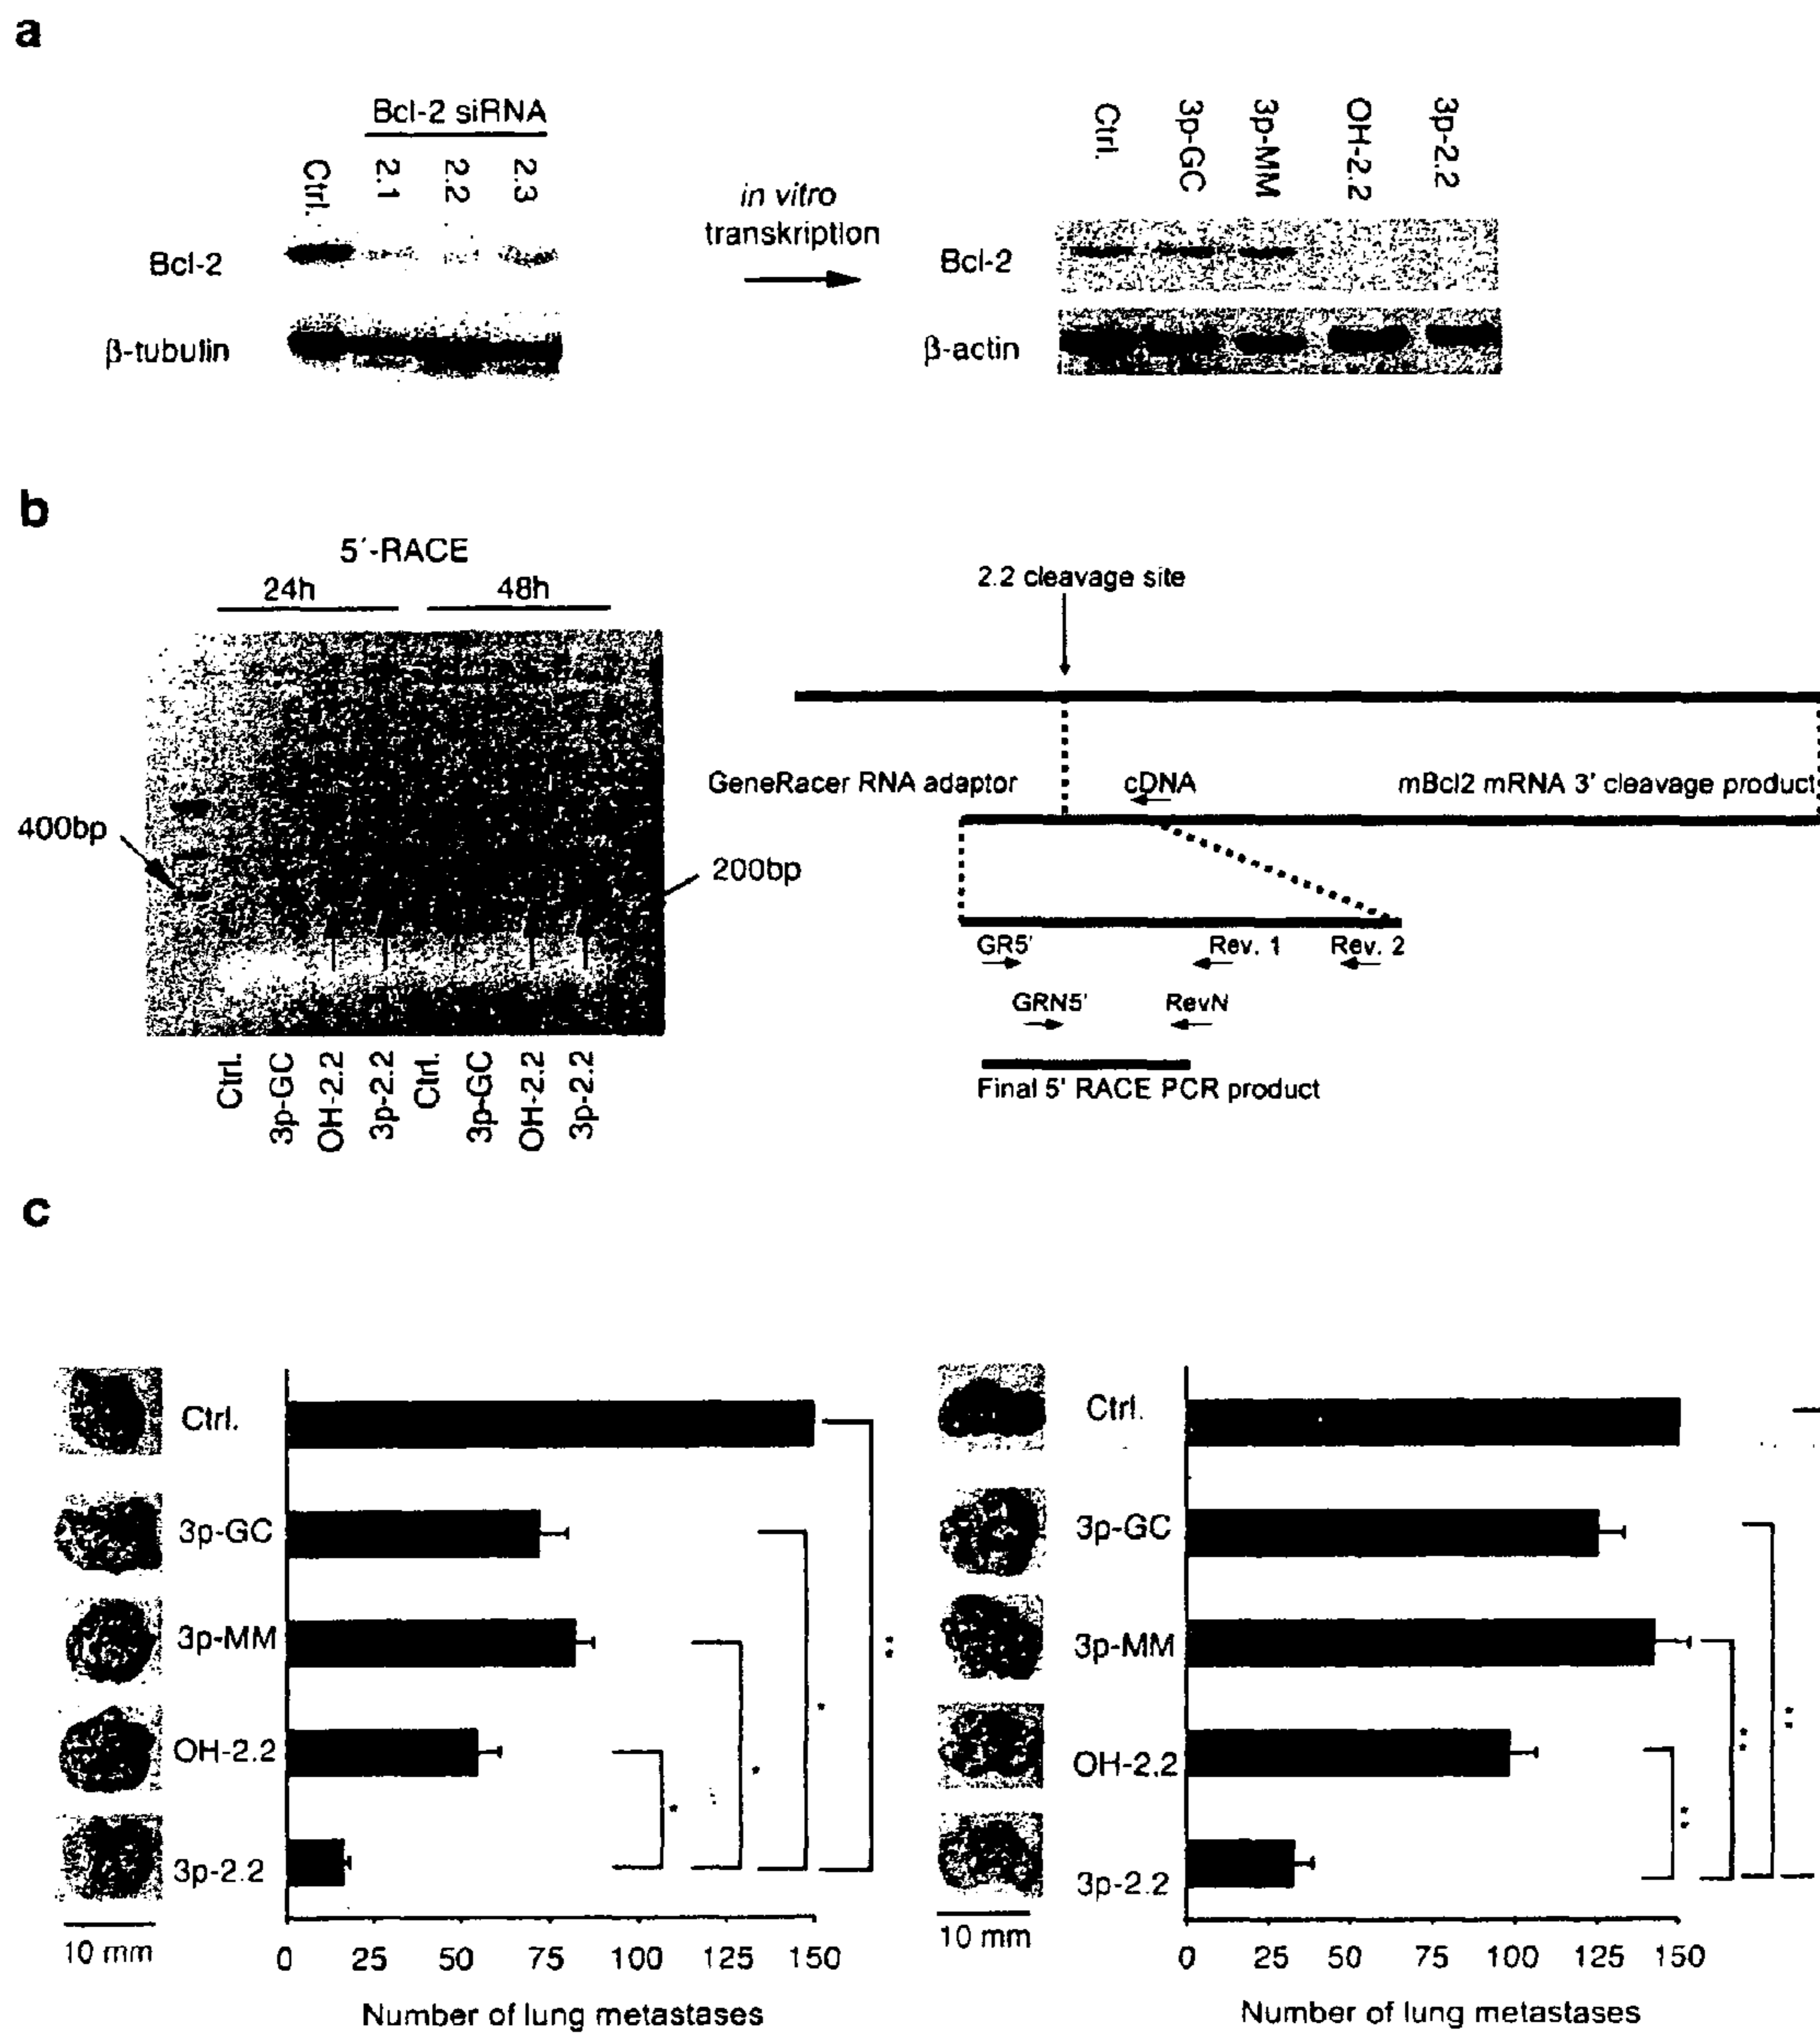 a
Bcl-2 siRNA
Ctrl. 2.1 2.2 2.3
Bcl-2
β-tubulin
in vitro
transkription
Ctrl. 3p-GC 3p-MM OH-2.2 3p-2.2
Bcl-2
β-actin
b
5´-RACE
24h 48h
400bp
200bp
Ctrl. 3p-GC OH-2.2 3p-2.2 Ctrl. 3p-GC OH-2.2 3p-2.2
2.2 cleavage site
GeneRacer RNA adaptor cDNA mBcl2 mRNA 3' cleavage product
GR5' Rev. 1 Rev. 2
GRN5' RevN
Final 5' RACE PCR product
c
Ctrl.
3p-GC
3p-MM
OH-2.2
3p-2.2
10 mm
0 25 50 75 100 125 150
Number of lung metastases
* * * **
Ctrl.
3p-GC
3p-MM
OH-2.2
3p-2.2
10 mm
0 25 50 75 100 125 150
Number of lung metastases
** ** **